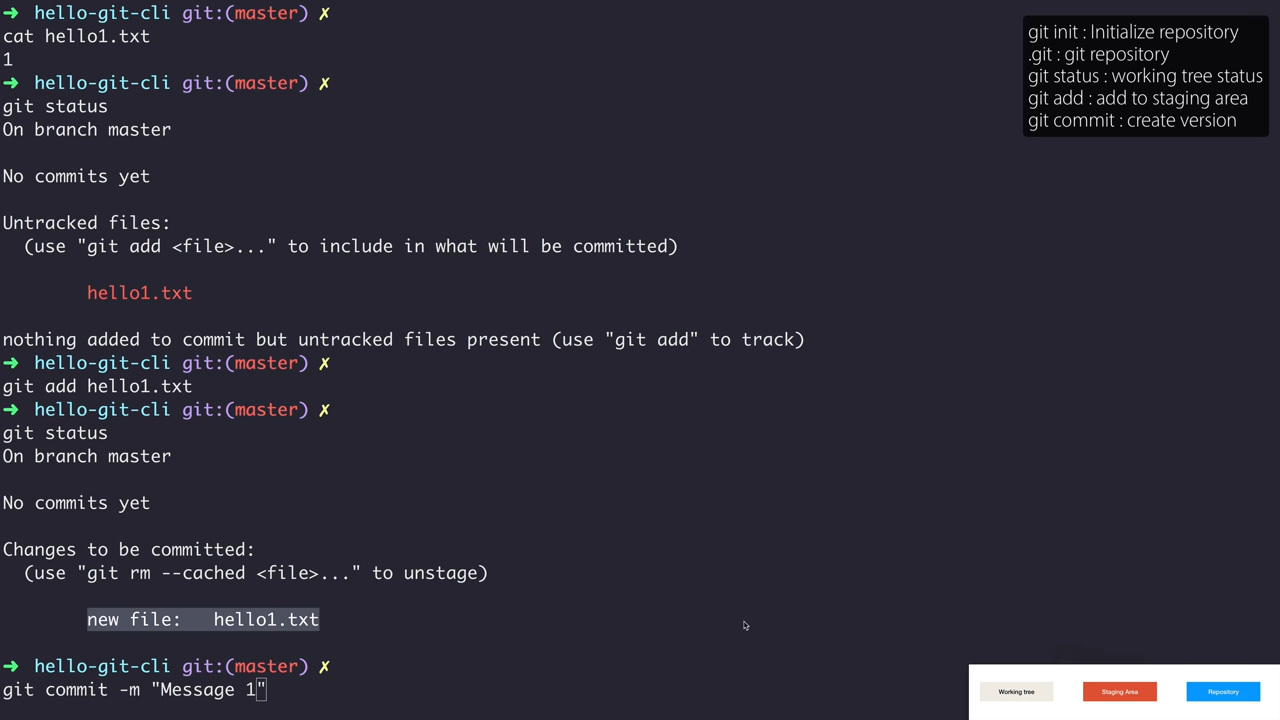 ➜  hello-git-cli git:(master) ✗
cat hello1.txt
1
➜  hello-git-cli git:(master) ✗
git status
On branch master
No commits yet
Untracked files:
  (use "git add <file>..." to include in what will be committed)
        hello1.txt
nothing added to commit but untracked files present (use "git add" to track)
➜  hello-git-cli git:(master) ✗
git add hello1.txt
➜  hello-git-cli git:(master) ✗
git status
On branch master
No commits yet
Changes to be committed:
  (use "git rm --cached <file>..." to unstage)
        new file:   hello1.txt
➜  hello-git-cli git:(master) ✗
git commit -m "Message 1"
git init : Initialize repository
.git : git repository
git status : working tree status
git add : add to staging area
git commit : create version
Working tree
Staging Area
Repository